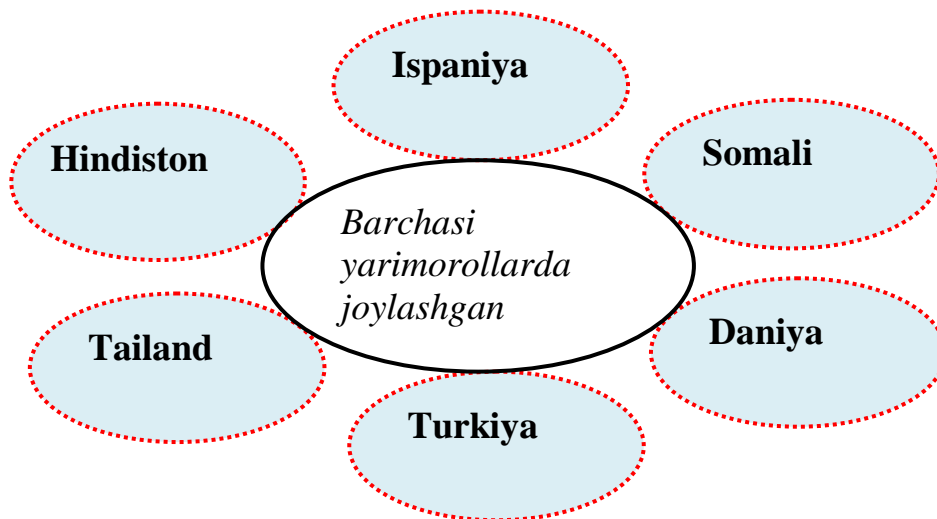 Ispaniya
Hindiston
Somali
Barchasi
yarimorollarda
joylashgan
Tailand
Daniya
Turkiya